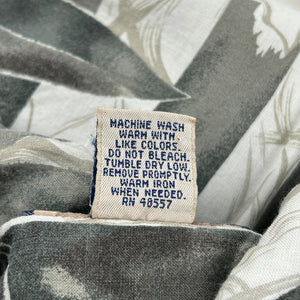 MACHINE WASH
WARM WITH
LIKE COLORS.
DO NOT BLEACH.
TUMBLE DRY LOW.
REMOVE PROMPTLY.
WARM IRON
WHEN NEEDED.
RN 48557